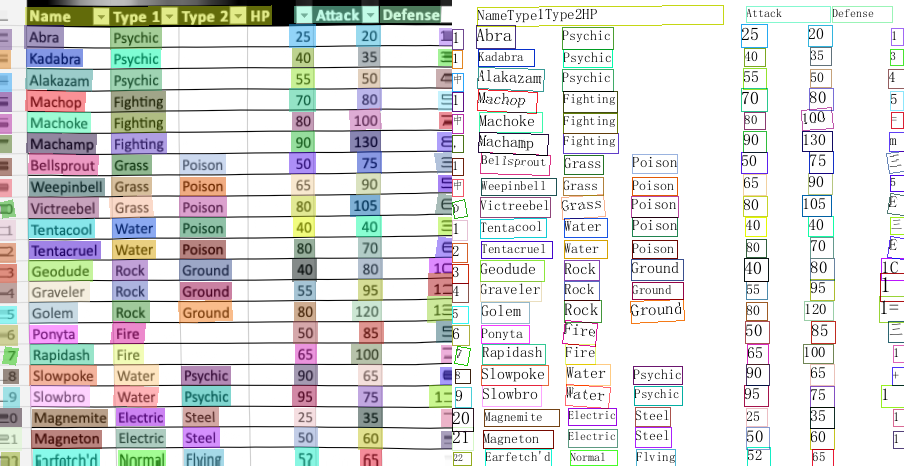 Name Type 1 Type 2 HP Attack Defense NameType1Type2HP Attack Defense
Abra Psychic 25 20 1 Abra Psychic 25 20 1
Kadabra Psychic 40 35 1 Kadabra Psychic 40 35 3
Alakazam Psychic 55 50 中 Alakazam Psychic 55 50 4
Machop Fighting 70 80 1 Machop Fighting 70 80 5
Machoke Fighting 80 100 中 Machoke Fighting 80 100 =
Machamp Fighting 90 130 . Machamp Fighting 90 130 m
Bellsprout Grass Poison 50 75 1 Bellsprout Grass Poison 50 75 三
Weepinbell Grass Poison 65 90 中 Weepinbell Grass Poison 65 90
Victreebel Grass Poison 80 105 Victreebel Grass Poison 80 105 E
Tentacool Water Poison 40 40 1 Tentacool Water Poison 40 40 三
Tentacruel Water Poison 80 70 2 Tentacruel Water Poison 80 70 E
Geodude Rock Ground 40 80 3 Geodude Rock Ground 40 80 1C
Graveler Rock Ground 55 95 4 Graveler Rock Ground 55 95 1
Golem Rock Ground 80 120 5 Golem Rock Ground 80 120 1=
Ponyta Fire 50 85 6 Ponyta Fire 50 85 三
7 Rapidash Fire 65 100 7 Rapidash Fire 65 100
8 Slowpoke Water Psychic 90 65 8 Slowpoke Water Psychic 90 65 +
9 Slowbro Water Psychic 95 75 9 Slowbro Water Psychic 95 75 1
Magnemite Electric Steel 25 35 20 Magnemite Electric Steel 25 35
Magneton Electric Steel 50 60 21 Magneton Electric Steel 50 60
Farfetch'd Normal Flying 52 65 22 Earfetch'd Normal Flving 52 65